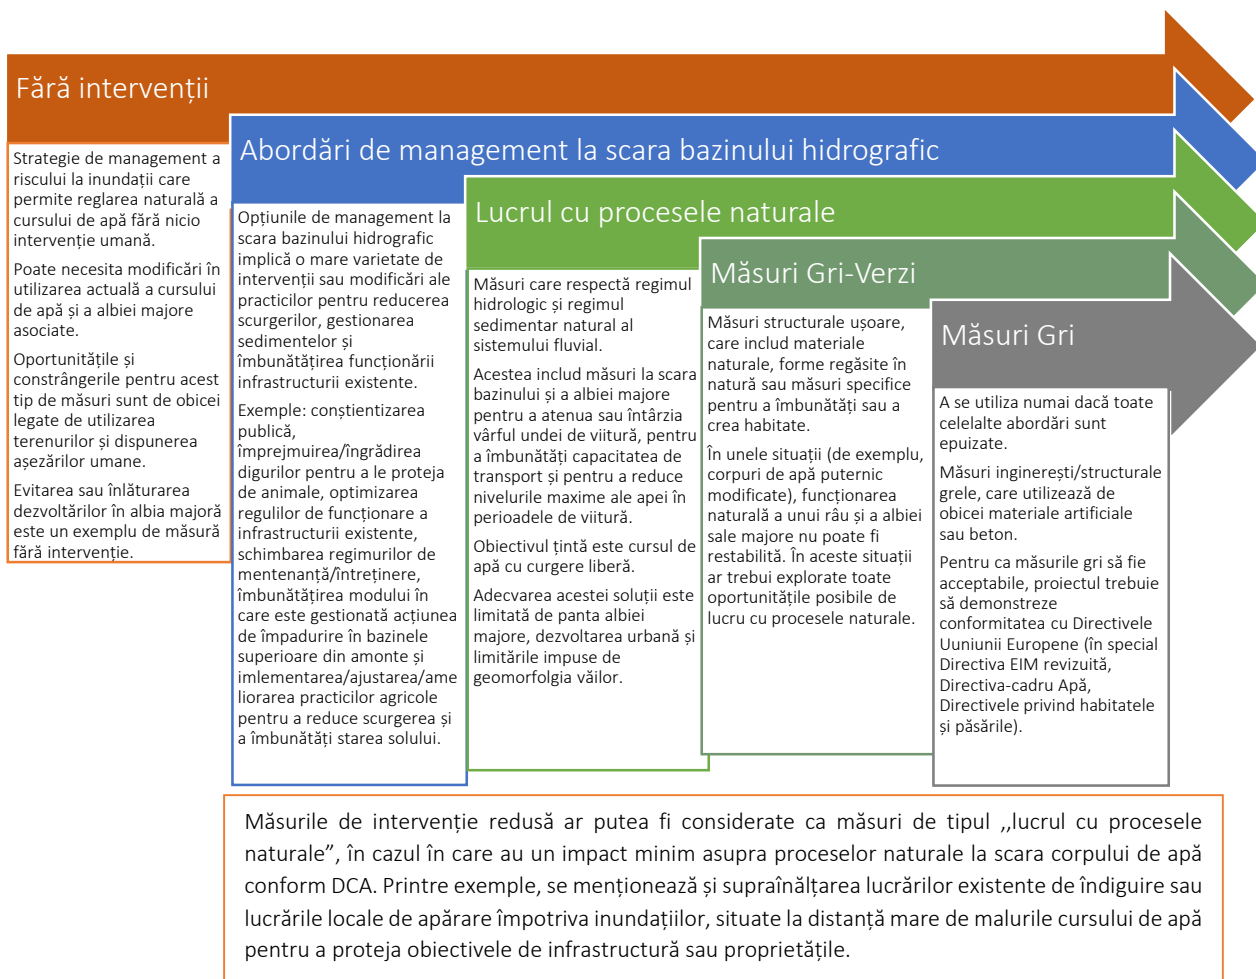 Fără intervenții
Strategie de management a
riscului la inundații care
permite reglarea naturală a
cursului de apă fără nicio
intervenție umană.
Poate necesita modificări în
utilizarea actuală a cursului
de apă și a albiei majore
asociate.
Oportunitățile și
constrângerile pentru acest
tip de măsuri sunt de obicei
legate de utilizarea
terenurilor și dispunerea
așezărilor umane.
Evitarea sau înlăturarea
dezvoltărilor în albia majoră
este un exemplu de măsură
fără intervenție.
Abordări de management la scara bazinului hidrografic
Opțiunile de management la
scara bazinului hidrografic
implică o mare varietate de
intervenții sau modificări ale
practicilor pentru reducerea
scurgerilor, gestionarea
sedimentelor și
îmbunătățirea funcționării
infrastructurii existente.
Exemple: conștientizarea
publică,
împrejmuirea/îngrădirea
digurilor pentru a le proteja
de animale, optimizarea
regulilor de funcționare a
infrastructurii existente,
schimbarea regimurilor de
mentenanță/întreținere,
îmbunătățirea modului în
care este gestionată acțiunea
de împadurire în bazinele
superioare din amonte și
imlementarea/ajustarea/ame
liorarea practicilor agricole
pentru a reduce scurgerea și
a îmbunătăți starea solului.
Lucrul cu procesele naturale
Măsuri care respectă regimul
hidrologic și regimul
sedimentar natural al
sistemului fluvial.
Acestea includ măsuri la scara
bazinului și a albiei majore
pentru a atenua sau întârzia
vârful undei de viitură, pentru
a îmbunătăți capacitatea de
transport și pentru a reduce
nivelurile maxime ale apei în
perioadele de viitură.
Obiectivul țintă este cursul de
apă cu curgere liberă.
Adecvarea acestei soluții este
limitată de panta albiei
majore, dezvoltarea urbană și
limitările impuse de
geomorfolgia văilor.
Măsuri Gri-Verzi
Măsuri structurale ușoare,
care includ materiale
naturale, forme regăsite în
natură sau măsuri specifice
pentru a îmbunătăți sau a
crea habitate.
În unele situații (de exemplu,
corpuri de apă puternic
modificate), funcționarea
naturală a unui râu și a albiei
sale majore nu poate fi
restabilită. În aceste situații
ar trebui explorate toate
oportunitățile posibile de
lucru cu procesele naturale.
Măsuri Gri
A se utiliza numai dacă toate
celelalte abordări sunt
epuizate.
Măsuri inginerești/structurale
grele, care utilizează de
obicei materiale artificiale
sau beton.
Pentru ca măsurile gri să fie
acceptabile, proiectul trebuie
să demonstreze
conformitatea cu Directivele
Uuniunii Europene (în special
Directiva EIM revizuită,
Directiva-cadru Apă,
Directivele privind habitatele
și păsările).
Măsurile de intervenție redusă ar putea fi considerate ca măsuri de tipul ,,lucrul cu procesele
naturale”, în cazul în care au un impact minim asupra proceselor naturale la scara corpului de apă
conform DCA. Printre exemple, se menționează și supraînălțarea lucrărilor existente de îndiguire sau
lucrările locale de apărare împotriva inundațiilor, situate la distanță mare de malurile cursului de apă
pentru a proteja obiectivele de infrastructură sau proprietățile.